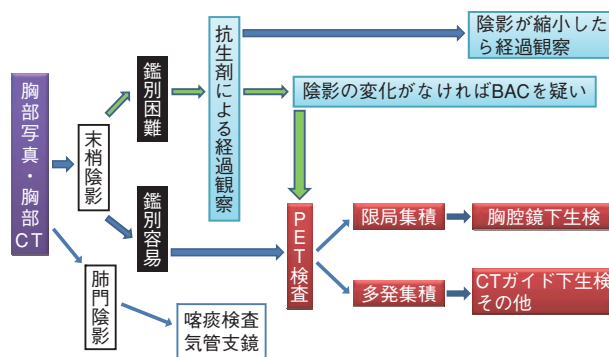 胸部写真・胸部CT
末梢陰影
肺門陰影
鑑別困難
鑑別容易
抗生剤による経過観察
陰影が縮小した
ら経過観察
陰影の変化がなければBACを疑い
喀痰検査
気管支鏡
PET検査
限局集積
多発集積
胸腔鏡下生検
CTガイド下生検
その他